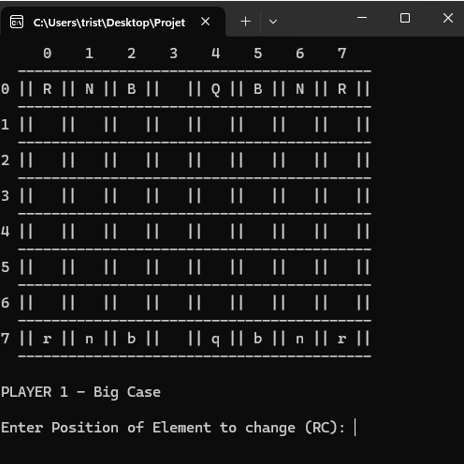 C:\Users\trist\Desktop\Projet
0 1 2 3 4 5 6 7
0 || R || N || B ||   || Q || B || N || R ||
1 ||   ||   ||   ||   ||   ||   ||   ||   ||
2 ||   ||   ||   ||   ||   ||   ||   ||   ||
3 ||   ||   ||   ||   ||   ||   ||   ||   ||
4 ||   ||   ||   ||   ||   ||   ||   ||   ||
5 ||   ||   ||   ||   ||   ||   ||   ||   ||
6 ||   ||   ||   ||   ||   ||   ||   ||   ||
7 || r || n || b ||   || q || b || n || r ||
PLAYER 1 - Big Case
Enter Position of Element to change (RC):